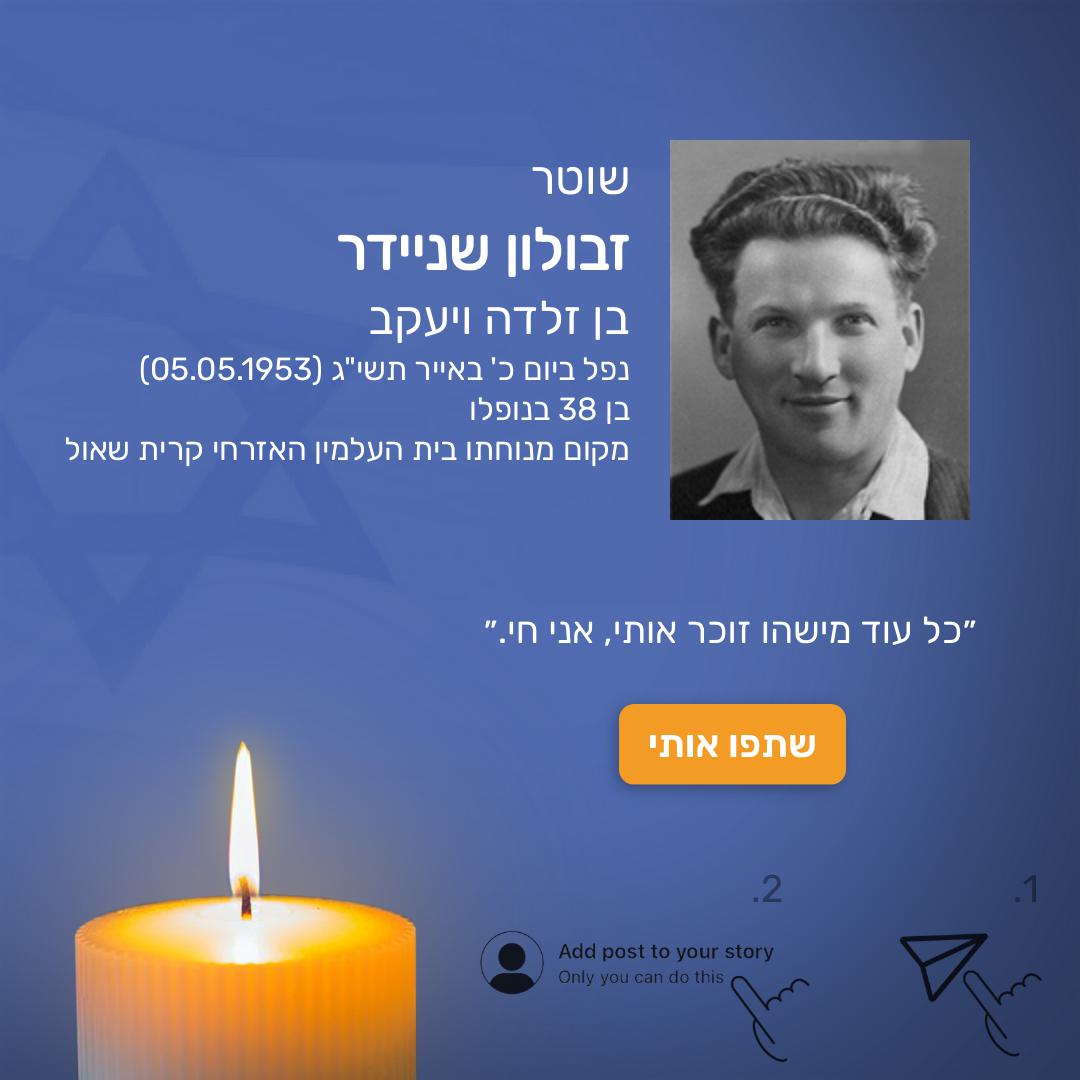 שוטר
זבולון שניידר
בן זלדה ויעקב
נפל ביום כ' באייר תשי"ג (05.05.1953)
בן 38 בנופלו
מקום מנוחתו בית העלמין האזרחי קרית שאול
״כל עוד מישהו זוכר אותי, אני חי.״
שתפו אותי
1.
2.
Add post to your story
Only you can do this